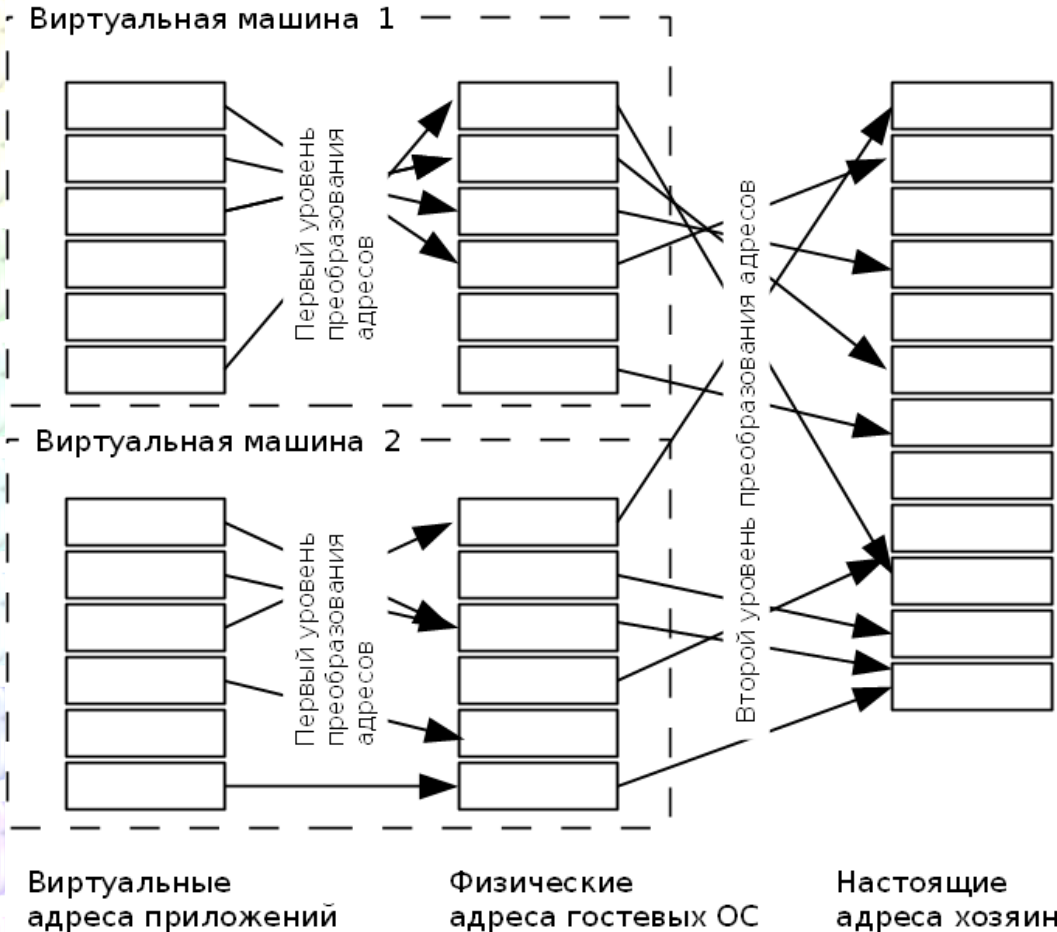 Виртуальная машина 1
Первый уровень
преобразования
адресов
Второй уровень преобразования адресов
Виртуальная машина 2
Первый уровень
преобразования
адресов
Виртуальные
адреса приложений
Физические
адреса гостевых ОС
Настоящие
адреса хозяин